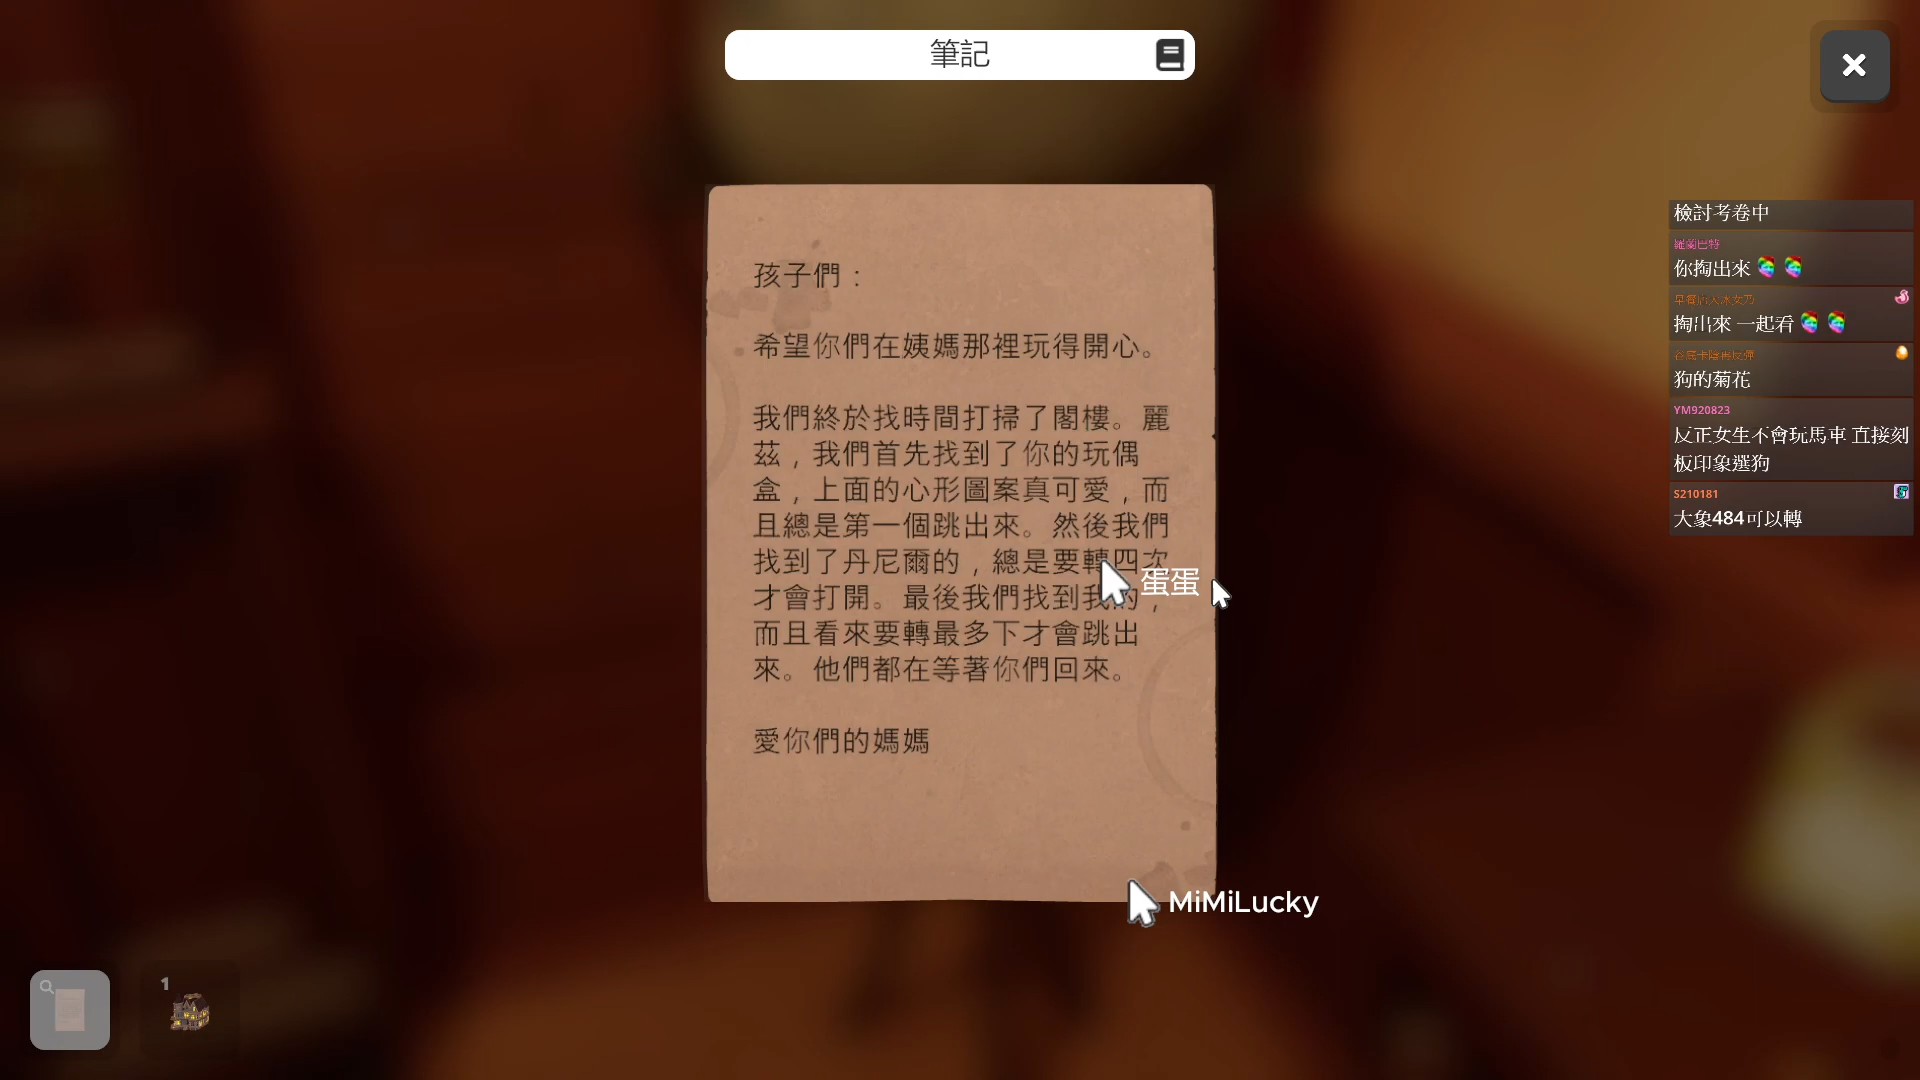 筆記
孩子們：
希望你們在姨媽那裡玩得開心。
我們終於找時間打掃了閣樓。麗
茲，我們首先找到了你的玩偶
盒，上面的心形圖案真可愛，而
且總是第一個跳出來。然後我們
找到了丹尼爾的，總是要轉四次
才會打開。最後我們找到我的，
而且看來要轉最多下才會跳出
來。他們都在等著你們回來。
愛你們的媽媽
蛋蛋
MiMiLucky
1
檢討考卷中
羅蘭巴特
你掏出來
掏出來 一起看
狗的菊花
YM920823
反正女生不會玩馬車 直接刻
板印象選狗
S210181
大象484可以轉